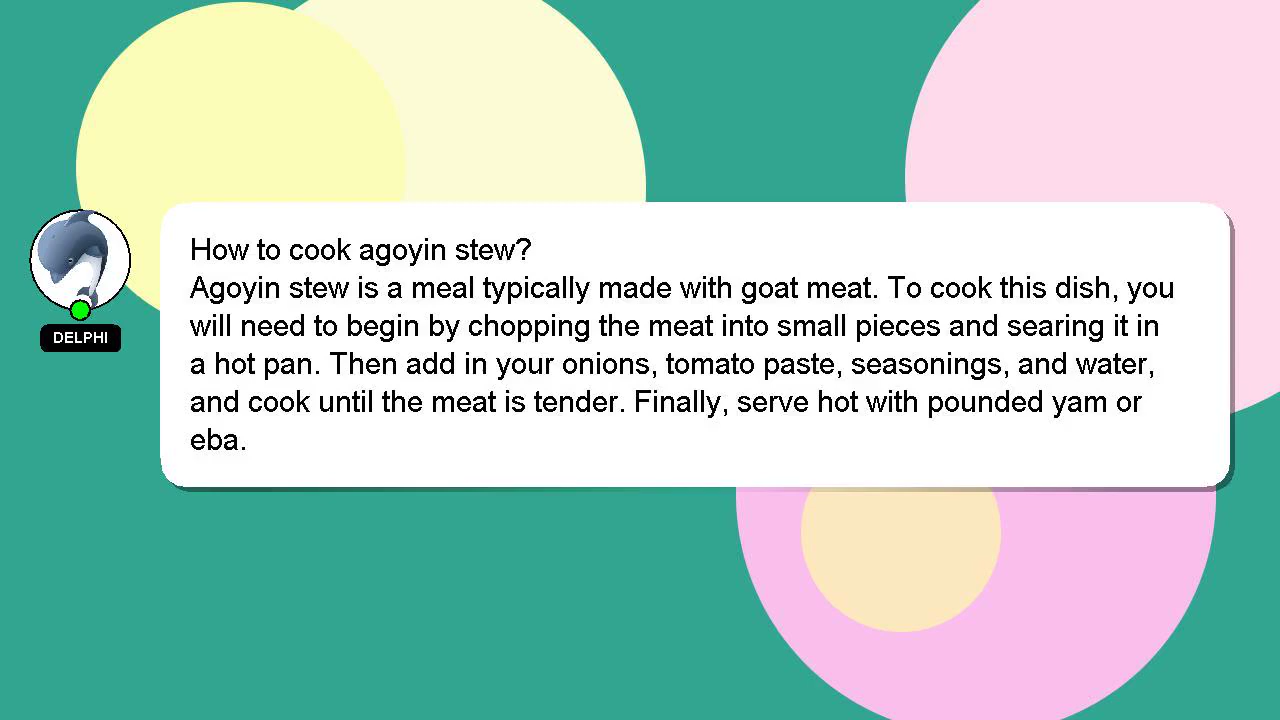 How to cook agoyin stew?
Agoyin stew is a meal typically made with goat meat. To cook this dish, you
will need to begin by chopping the meat into small pieces and searing it in
a hot pan. Then add in your onions, tomato paste, seasonings, and water,
and cook until the meat is tender. Finally, serve hot with pounded yam or
eba.
DELPHI